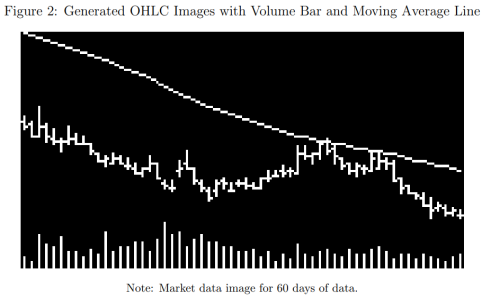 Figure 2: Generated OHLC Images with Volume Bar and Moving Average Line
Note: Market data image for 60 days of data.